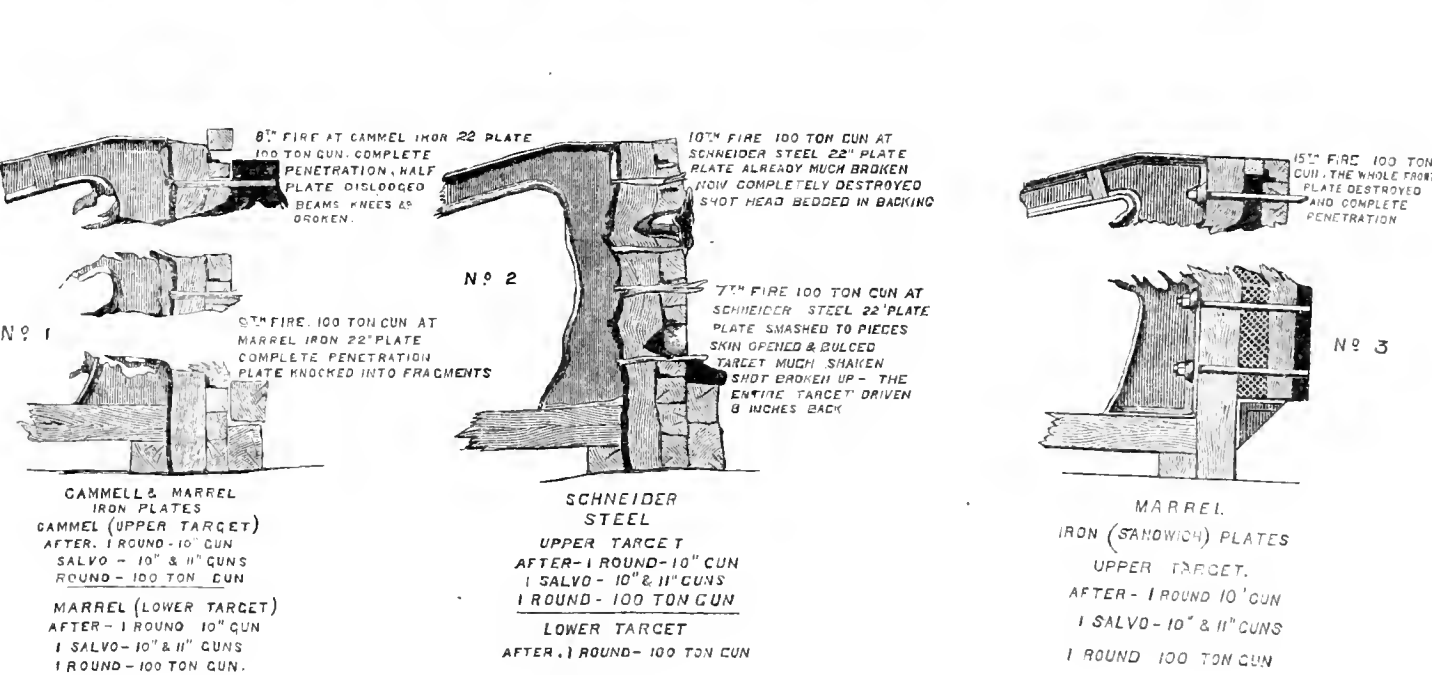 8TH FIRE AT CAMMEL IRON 22 PLATE
100 TON GUN. COMPLETE
PENETRATION, HALF
PLATE DISLODGED
BEAMS KNEES &c
BROKEN.
Nº 1
9TH FIRE. 100 TON GUN AT
MARREL IRON 22" PLATE
COMPLETE PENETRATION
PLATE KNOCKED INTO FRAGMENTS
CAMMELL & MARREL
IRON PLATES
CAMMEL (UPPER TARGET)
AFTER. 1 ROUND - 10" GUN
SALVO - 10" & 11" GUNS
ROUND - 100 TON GUN
MARREL (LOWER TARGET)
AFTER - 1 ROUND 10" GUN
1 SALVO - 10" & 11" GUNS
1 ROUND - 100 TON GUN.
10TH FIRE 100 TON GUN AT
SCHNEIDER STEEL 22" PLATE
PLATE ALREADY MUCH BROKEN
NOW COMPLETELY DESTROYED
SHOT HEAD BEDDED IN BACKING
Nº 2
7TH FIRE 100 TON GUN AT
SCHNEIDER STEEL 22' PLATE
PLATE SMASHED TO PIECES
SKIN OPENED & BULGED
TARGET MUCH SHAKEN
SHOT BROKEN UP - THE
ENTIRE TARGET DRIVEN
8 INCHES BACK
SCHNEIDER
STEEL
UPPER TARGET
AFTER - 1 ROUND - 10" GUN
1 SALVO - 10" & 11" GUNS
1 ROUND - 100 TON GUN
LOWER TARGET
AFTER. 1 ROUND - 100 TON GUN
15TH FIRE 100 TON
GUN. THE WHOLE FRONT
PLATE DESTROYED
AND COMPLETE
PENETRATION
Nº 3
MARREL
IRON (SANDWICH) PLATES
UPPER TARGET.
AFTER - 1 ROUND 10' GUN
1 SALVO - 10" & 11" GUNS
1 ROUND 100 TON GUN